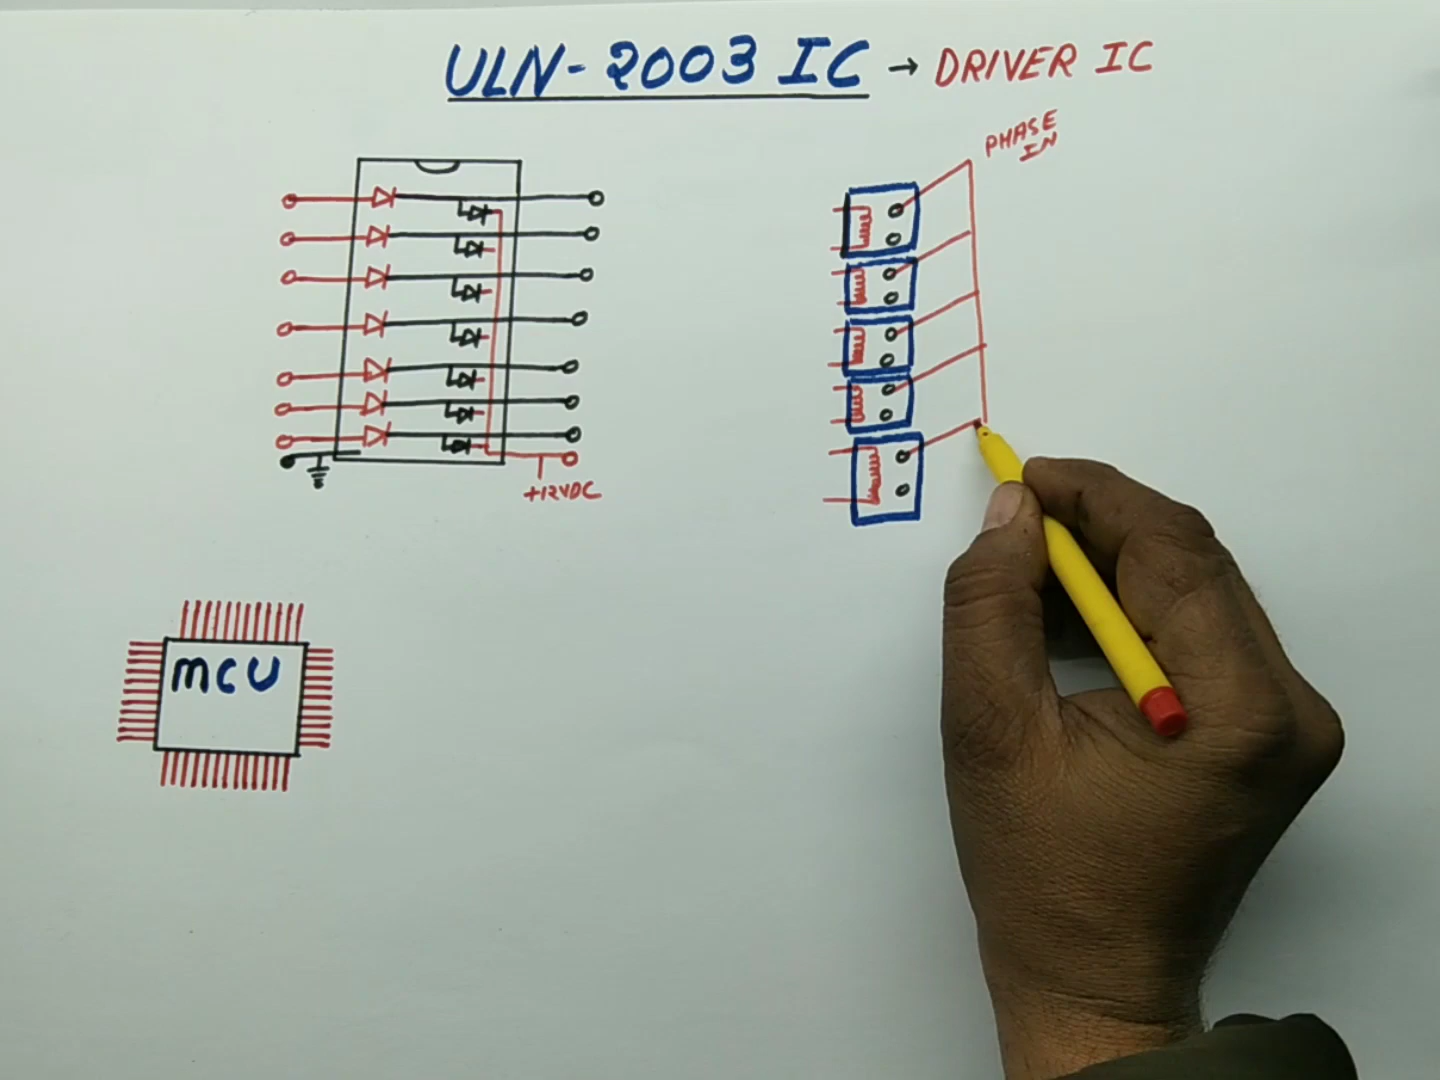 ULN-2003 IC → DRIVER IC
PHASE
IN
+12VDC
MCU